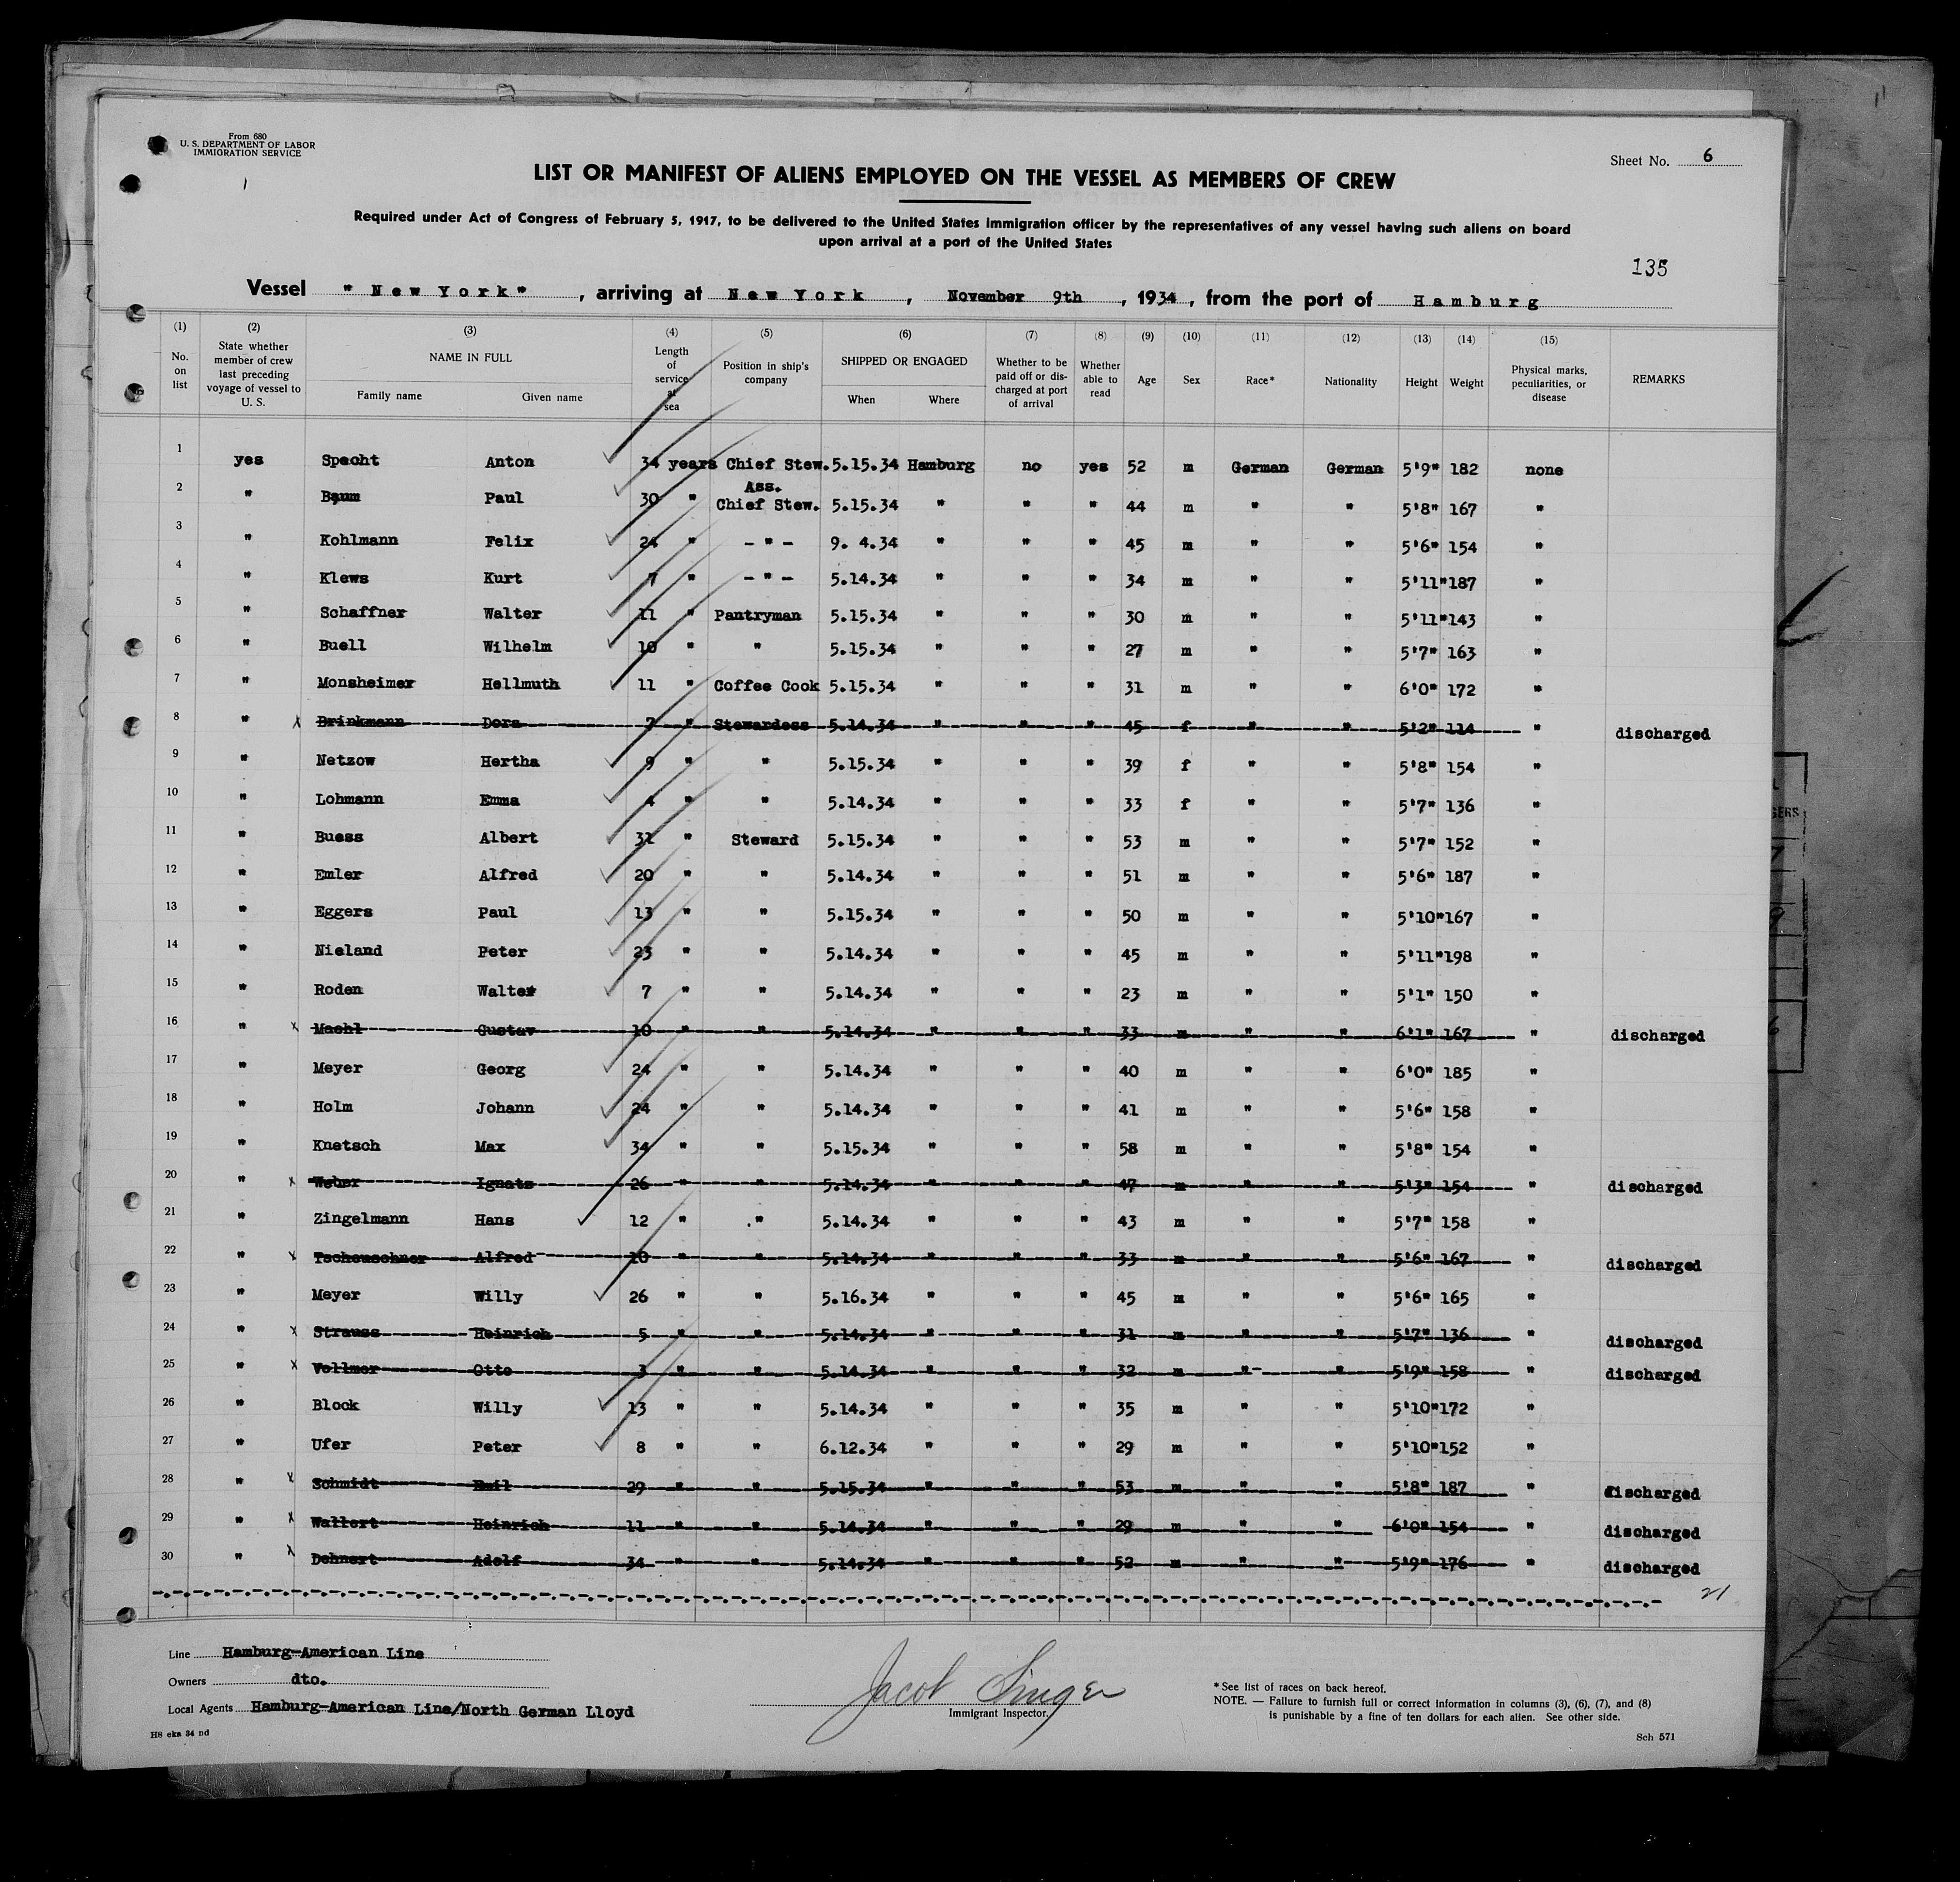 From 680
U. S. DEPARTMENT OF LABOR
IMMIGRATION SERVICE
Sheet No. 6
LIST OR MANIFEST OF ALIENS EMPLOYED ON THE VESSEL AS MEMBERS OF CREW
Required under Act of Congress of February 5, 1917, to be delivered to the United States immigration officer by the representatives of any vessel having such aliens on board
upon arrival at a port of the United States
135
Vessel "New York", arriving at New York, November 9th, 1934, from the port of Hamburg
(1) (2) (3) (4) (5) (6) (7) (8) (9) (10) (11) (12) (13) (14) (15)
No. on list State whether member of crew last preceding voyage of vessel to U. S. NAME IN FULL Family name Given name Length of service at sea Position in ship's company SHIPPED OR ENGAGED When Where Whether to be paid off or discharged at port of arrival Whether able to read Age Sex Race* Nationality Height Weight Physical marks, peculiarities, or disease REMARKS
1 yes Specht Anton 34 years Chief Stew. 5.15.34 Hamburg no yes 52 m German German 5'9" 182 none
2 " Baum Paul 30 " Ass. Chief Stew. 5.15.34 " " " 44 m " " 5'8" 167 "
3 " Kohlmann Felix 24 " -"- 9. 4.34 " " " 45 m " " 5'6" 154 "
4 " Klews Kurt 7 " -"- 5.14.34 " " " 34 m " " 5'11" 187 "
5 " Schaffner Walter 11 " Pantryman 5.15.34 " " " 30 m " " 5'11" 143 "
6 " Buell Wilhelm 10 " " 5.15.34 " " " 27 m " " 5'7" 163 "
7 " Monsheimer Hellmuth 11 " Coffee Cook 5.15.34 " " " 31 m " " 6'0" 172 "
8 " x Brinkmann Dora 7 " Stewardess 5.14.34 " " " 45 f " " 5'2" 114 " discharged
9 " Netzow Hertha 9 " " 5.15.34 " " " 39 f " " 5'8" 154 "
10 " Lohmann Emma 4 " " 5.14.34 " " " 33 f " " 5'7" 136 "
11 " Buess Albert 31 " Steward 5.15.34 " " " 53 m " " 5'7" 152 "
12 " Emler Alfred 20 " " 5.14.34 " " " 51 m " " 5'6" 187 "
13 " Eggers Paul 13 " " 5.15.34 " " " 50 m " " 5'10" 167 "
14 " Nieland Peter 23 " " 5.14.34 " " " 45 m " " 5'11" 198 "
15 " Roden Walter 7 " " 5.14.34 " " " 23 m " " 5'1" 150 "
16 " x Maehl Gustav 10 " " 5.14.34 " " " 33 m " " 6'1" 167 " discharged
17 " Meyer Georg 24 " " 5.14.34 " " " 40 m " " 6'0" 185 "
18 " Holm Johann 24 " " 5.14.34 " " " 41 m " " 5'6" 158 "
19 " Knetsch Max 34 " " 5.15.34 " " " 58 m " " 5'8" 154 "
20 " x Weber Ignatz 26 " " 5.14.34 " " " 47 m " " 5'3" 154 " discharged
21 " Zingelmann Hans 12 " " 5.14.34 " " " 43 m " " 5'7" 158 "
22 " x Tscheuschner Alfred 10 " " 5.14.34 " " " 33 m " " 5'6" 167 " discharged
23 " Meyer Willy 26 " " 5.16.34 " " " 45 m " " 5'6" 165 "
24 " x Strauss Heinrich 5 " " 5.14.34 " " " 31 m " " 5'7" 136 " discharged
25 " x Vollmer Otto 3 " " 5.14.34 " " " 32 m " " 5'9" 158 " discharged
26 " Block Willy 13 " " 5.14.34 " " " 35 m " " 5'10" 172 "
27 " Ufer Peter 8 " " 6.12.34 " " " 29 m " " 5'10" 152 "
28 " x Schmidt Emil 29 " " 5.15.34 " " " 53 m " " 5'8" 187 " discharged
29 " x Wallert Heinrich 11 " " 5.14.34 " " " 29 m " " 6'0" 154 " discharged
30 " x Dehnert Adolf 34 " " 5.14.34 " " " 52 m " " 5'9" 176 " discharged
21
Line Hamburg-American Line
Owners dto.
Local Agents Hamburg-American Line/North German Lloyd
HS eka 34 nd
Jacob Singer
Immigrant Inspector.
* See list of races on back hereof.
NOTE. — Failure to furnish full or correct information in columns (3), (6), (7), and (8)
is punishable by a fine of ten dollars for each alien. See other side.
Sch 571